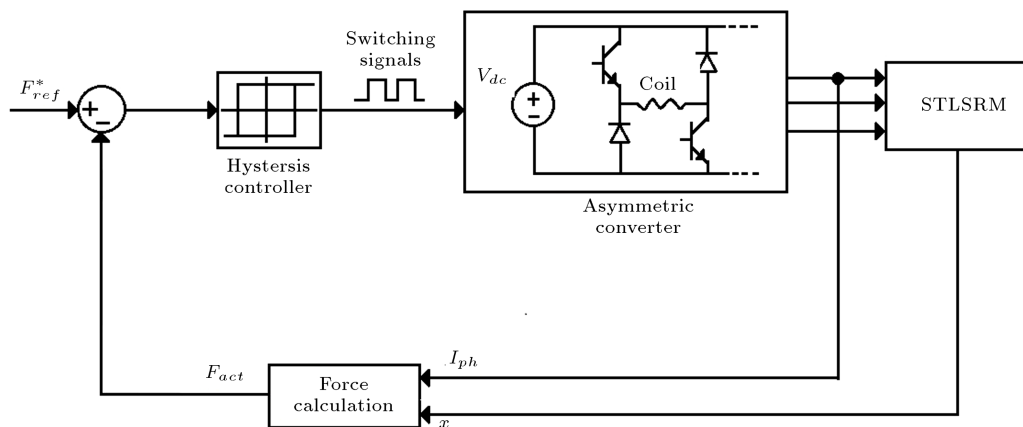 Switching
signals
F*ref
+
−
Hystersis
controller
Vdc
+
−
Coil
Asymmetric
converter
STLSRM
Iph
x
Fact
Force
calculation